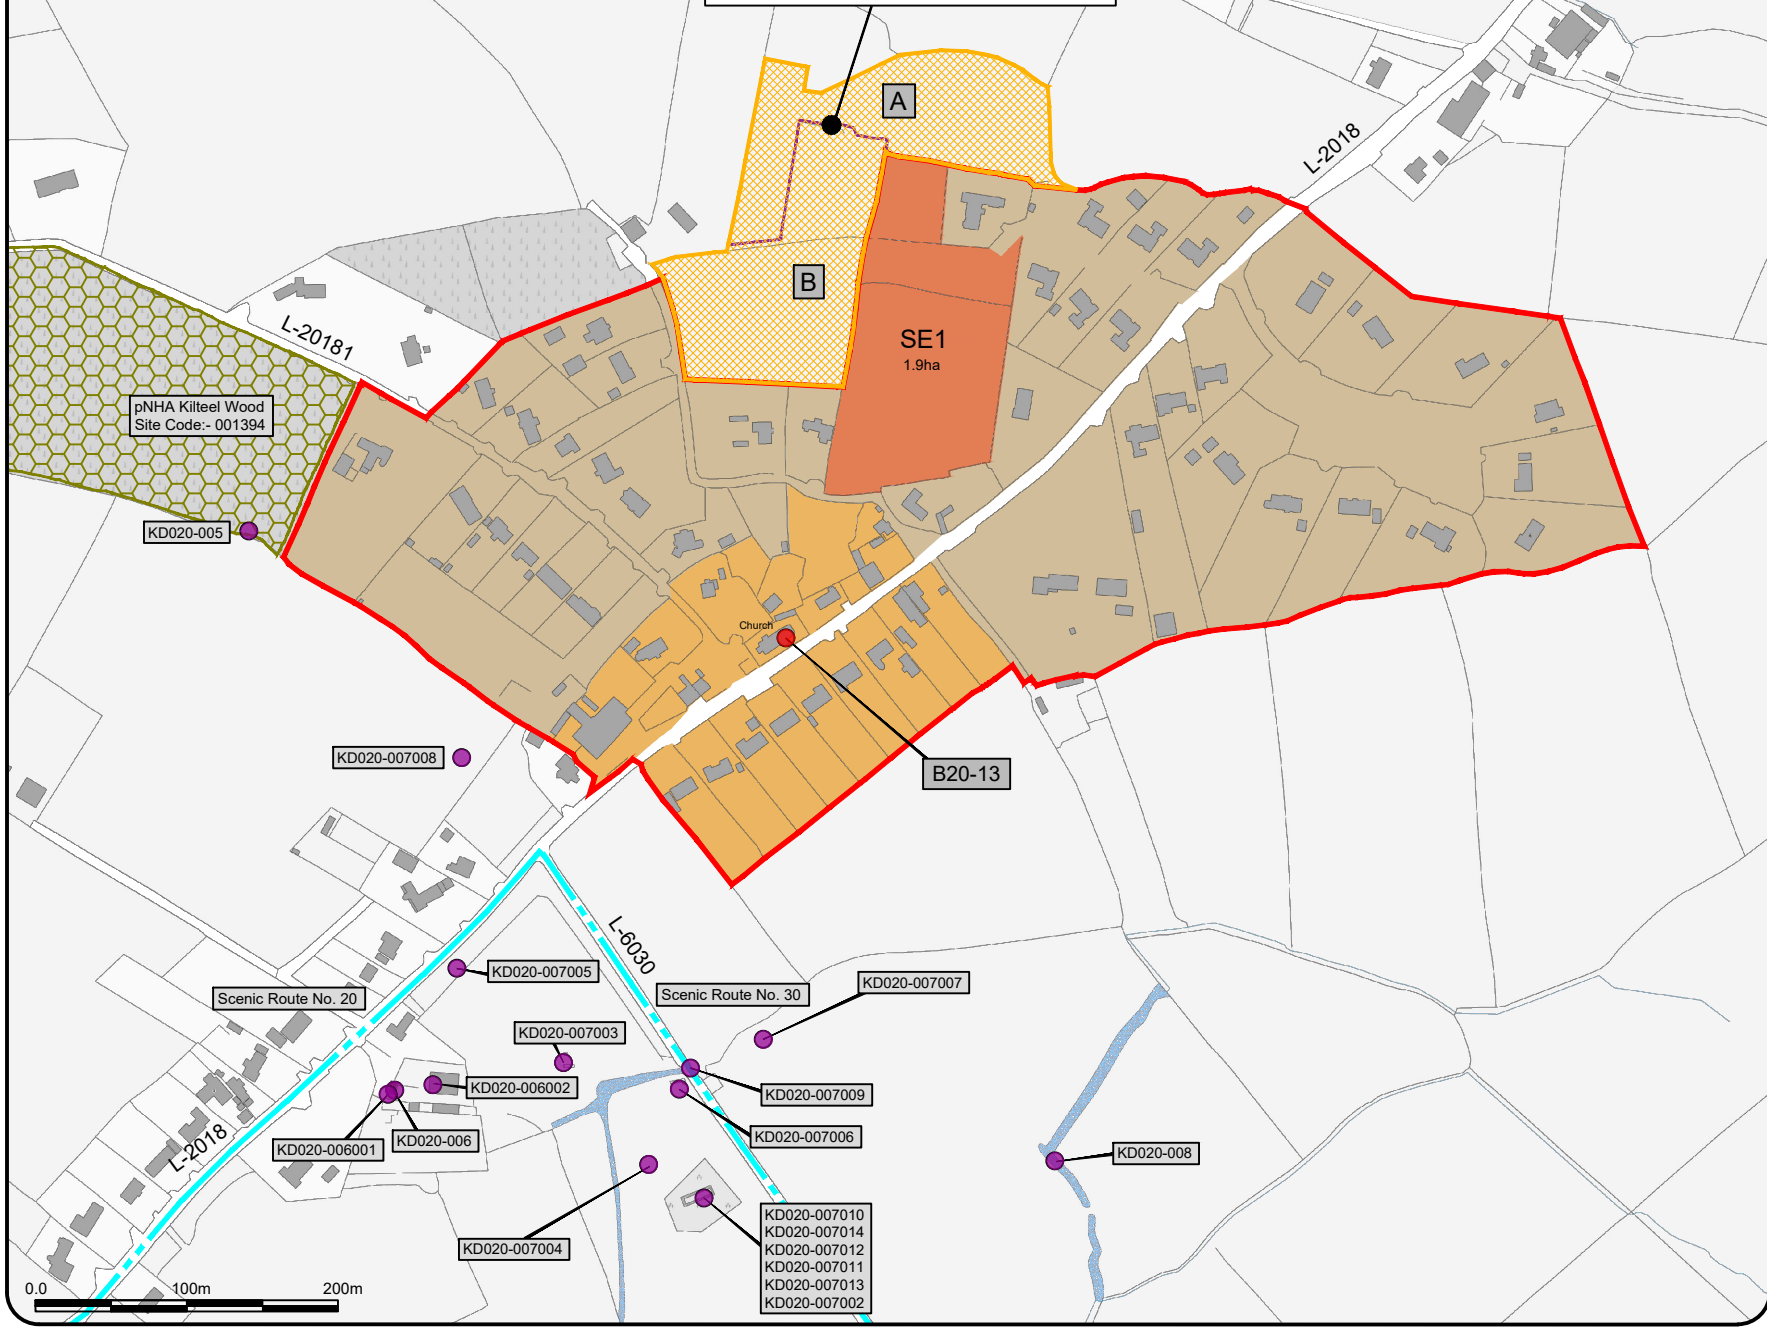 A
L-2018
B
L-20181
SE1
1.9ha
pNHA Kilteel Wood
Site Code:- 001394
KD020-005
Church
KD020-007008
B20-13
L-6030
KD020-007005
KD020-007007
Scenic Route No. 20
Scenic Route No. 30
KD020-007003
KD020-006002
KD020-007009
KD020-006001
KD020-006
KD020-007006
L-2018
KD020-008
KD020-007004
KD020-007010
KD020-007014
KD020-007012
KD020-007011
KD020-007013
KD020-007002
0.0 100m 200m